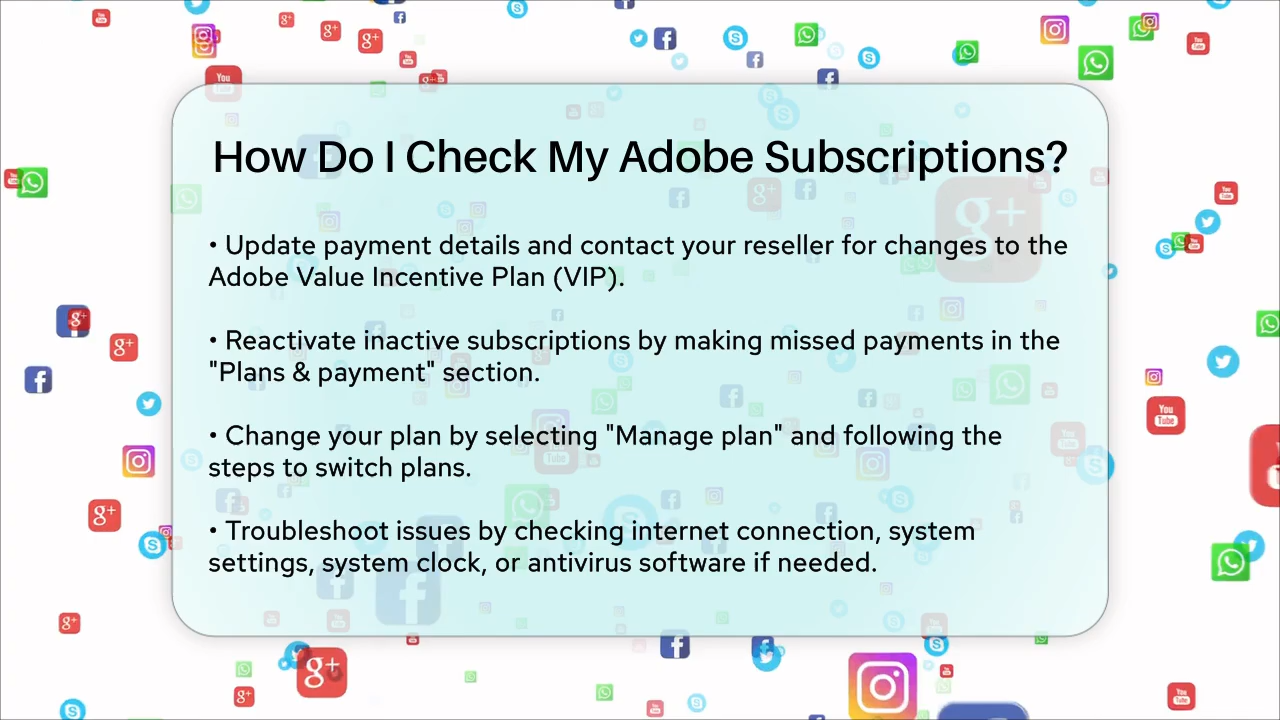 How Do I Check My Adobe Subscriptions?
• Update payment details and contact your reseller for changes to the
Adobe Value Incentive Plan (VIP).
• Reactivate inactive subscriptions by making missed payments in the
"Plans & payment" section.
• Change your plan by selecting "Manage plan" and following the
steps to switch plans.
• Troubleshoot issues by checking internet connection, system
settings, system clock, or antivirus software if needed.